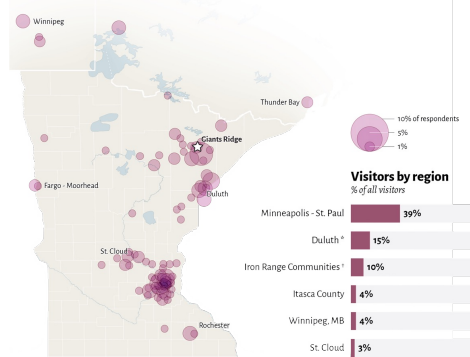 Winnipeg
Thunder Bay
Giants Ridge
Fargo - Moorhead
Duluth
St. Cloud
Rochester
10% of respondents
5%
1%
Visitors by region
% of all visitors
Minneapolis - St. Paul 39%
Duluth * 15%
Iron Range Communities † 10%
Itasca County 4%
Winnipeg, MB 4%
St. Cloud 3%